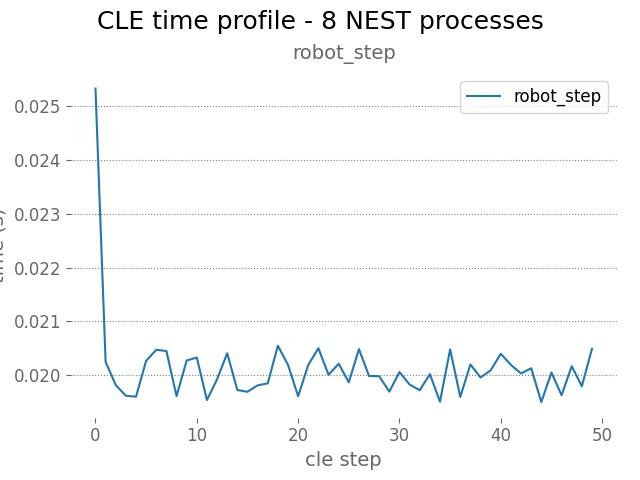 CLE time profile - 8 NEST processes
robot_step
robot_step
0.025
0.024
0.023
0.022
0.021
0.020
time (s)
0 10 20 30 40 50
cle step